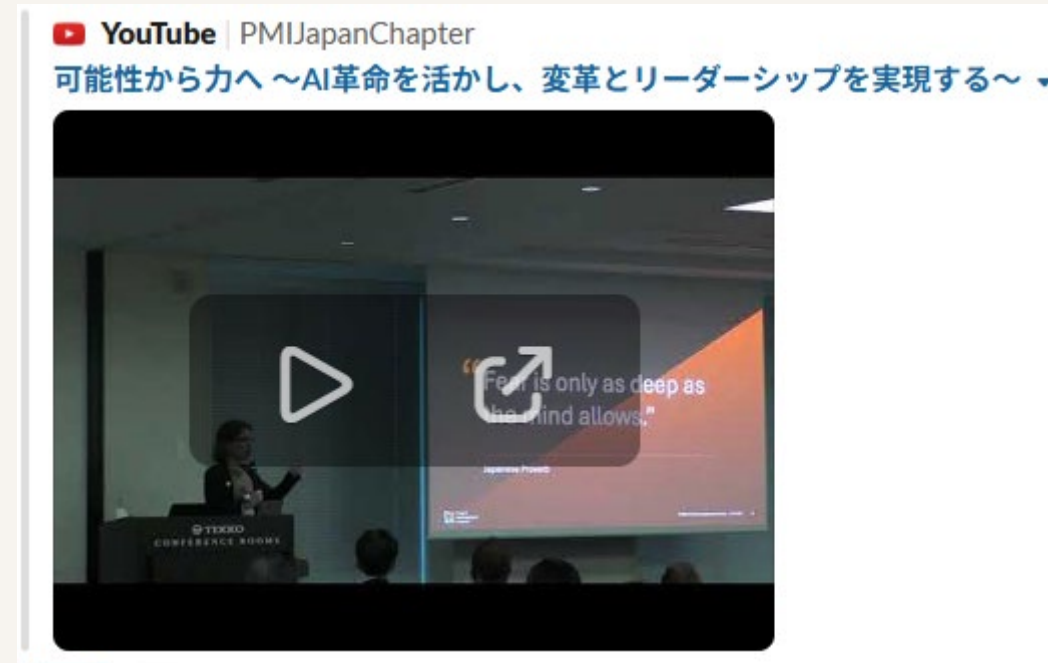 YouTube | PMIJapanChapter
可能性から力へ 〜AI革命を活かし、変革とリーダーシップを実現する〜
“Fear is only as deep as
the mind allows.”
Japanese Proverb
TEKKO
CONFERENCE ROOMS